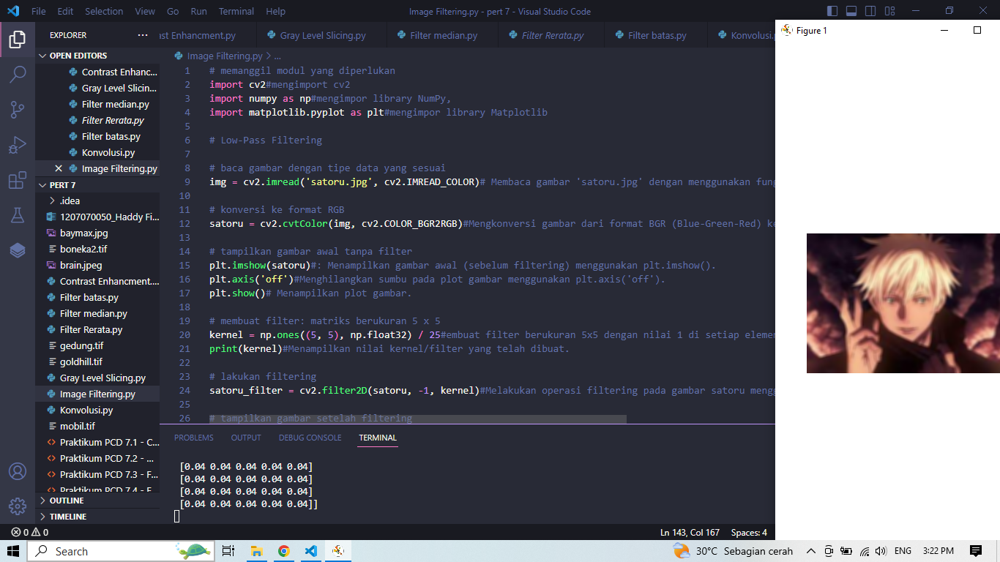 File Edit Selection View Go Run Terminal Help Image Filtering.py - pert 7 - Visual Studio Code
EXPLORER ... ast Enhancment.py Gray Level Slicing.py Filter median.py Filter Rerata.py Filter batas.py Konvolusi.
Figure 1
OPEN EDITORS
Contrast Enhanc...
Gray Level Slicin...
Filter median.py
Filter Rerata.py
Filter batas.py
Konvolusi.py
Image Filtering.py
PERT 7
.idea
1207070050_Haddy Fi...
baymax.jpg
boneka2.tif
brain.jpeg
Contrast Enhancment....
Filter batas.py
Filter median.py
Filter Rerata.py
gedung.tif
goldhill.tif
Gray Level Slicing.py
Image Filtering.py
Konvolusi.py
mobil.tif
Praktikum PCD 7.1 - C...
Praktikum PCD 7.2 - ...
Praktikum PCD 7.3 - F...
Praktikum PCD 7.4 - F...
OUTLINE
TIMELINE
Image Filtering.py > ...
1 # memanggil modul yang diperlukan
2 import cv2#mengimport cv2
3 import numpy as np#mengimpor library NumPy,
4 import matplotlib.pyplot as plt#mengimpor library Matplotlib
5
6 # Low-Pass Filtering
7
8 # baca gambar dengan tipe data yang sesuai
9 img = cv2.imread('satoru.jpg', cv2.IMREAD_COLOR)# Membaca gambar 'satoru.jpg' dengan menggunakan fung
10
11 # konversi ke format RGB
12 satoru = cv2.cvtColor(img, cv2.COLOR_BGR2RGB)#Mengkonversi gambar dari format BGR (Blue-Green-Red) ke
13
14 # tampilkan gambar awal tanpa filter
15 plt.imshow(satoru)#: Menampilkan gambar awal (sebelum filtering) menggunakan plt.imshow().
16 plt.axis('off')#Menghilangkan sumbu pada plot gambar menggunakan plt.axis('off').
17 plt.show()# Menampilkan plot gambar.
18
19 # membuat filter: matriks berukuran 5 x 5
20 kernel = np.ones((5, 5), np.float32) / 25#embuat filter berukuran 5x5 dengan nilai 1 di setiap elemen
21 print(kernel)#Menampilkan nilai kernel/filter yang telah dibuat.
22
23 # lakukan filtering
24 satoru_filter = cv2.filter2D(satoru, -1, kernel)#Melakukan operasi filtering pada gambar satoru mengg
25
26 # tampilkan gambar setelah filtering
PROBLEMS OUTPUT DEBUG CONSOLE TERMINAL
[0.04 0.04 0.04 0.04 0.04]
[0.04 0.04 0.04 0.04 0.04]
[0.04 0.04 0.04 0.04 0.04]
[0.04 0.04 0.04 0.04 0.04]]
0 0 Ln 143, Col 167 Spaces: 4
Search 30°C Sebagian cerah ENG 3:22 PM